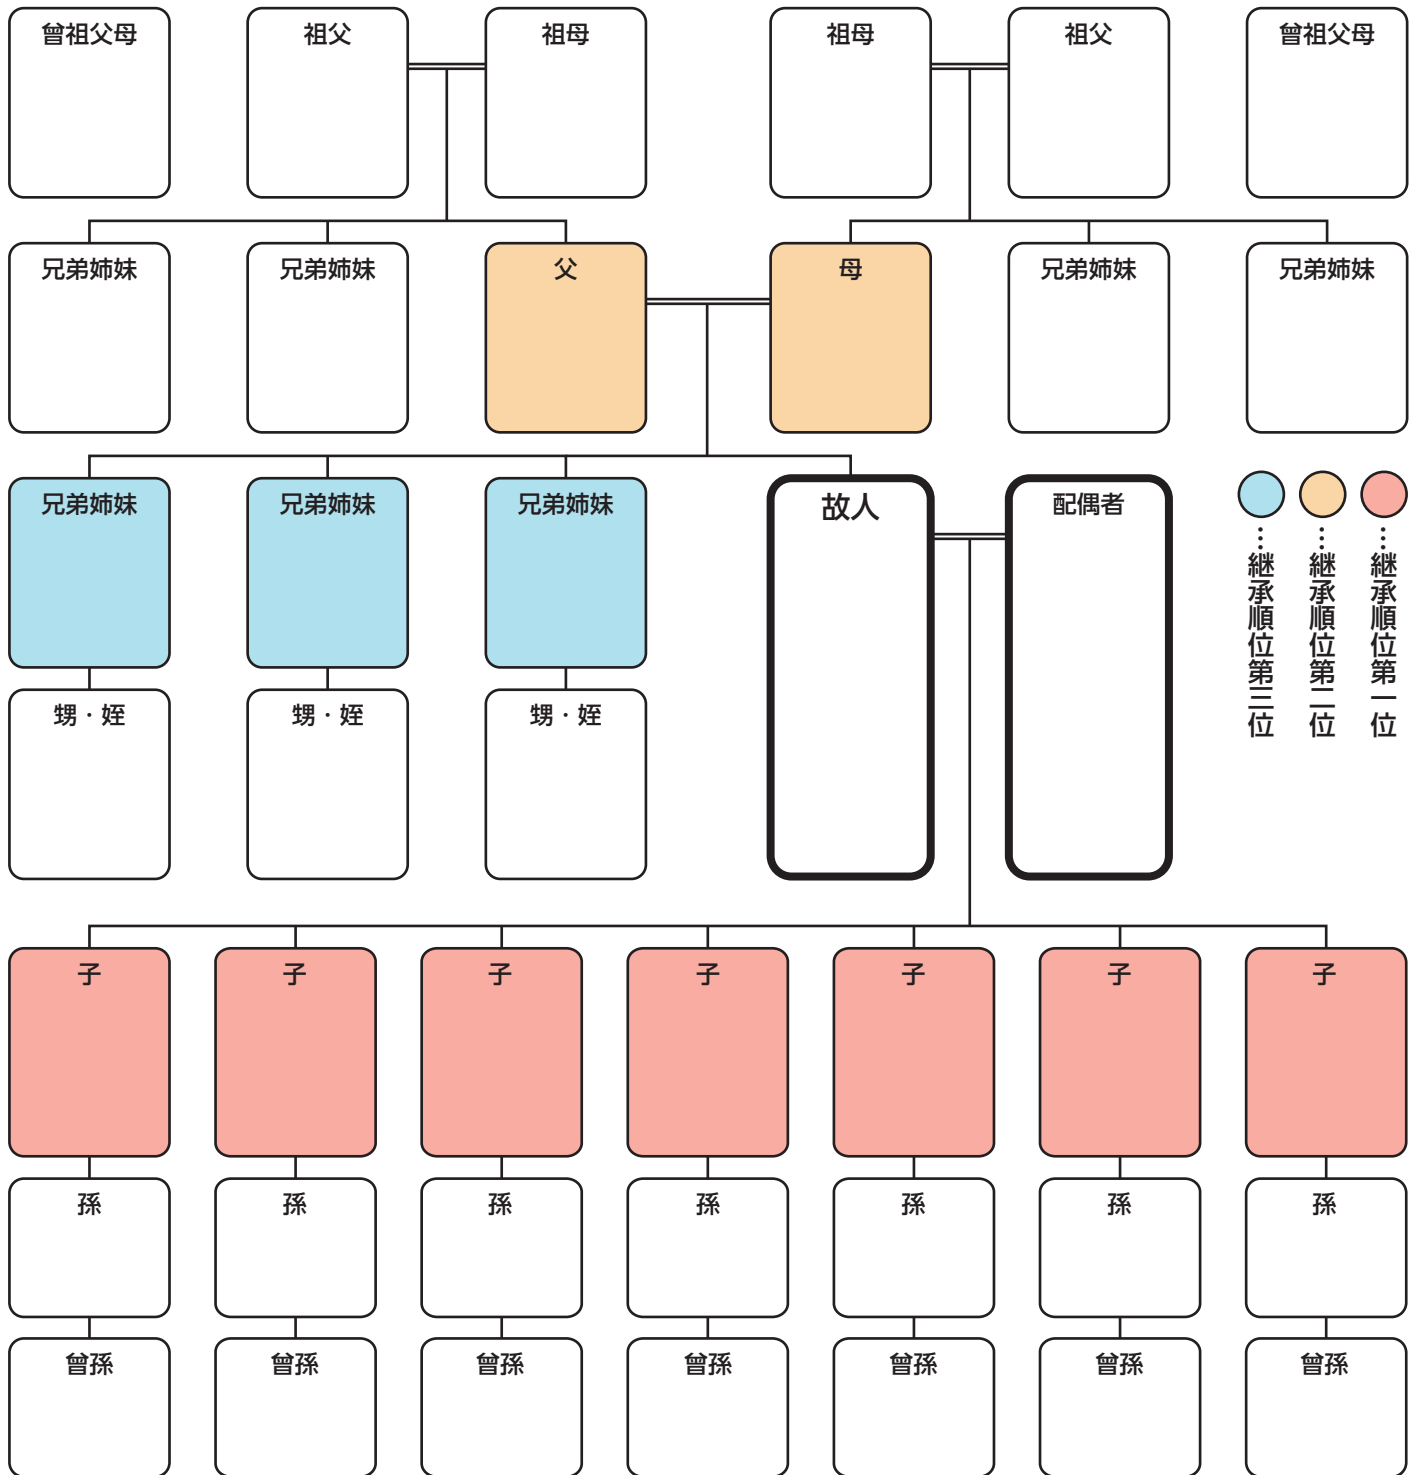 曾祖父母
祖父
祖母
祖母
祖父
曾祖父母
兄弟姉妹
兄弟姉妹
父
母
兄弟姉妹
兄弟姉妹
兄弟姉妹
兄弟姉妹
兄弟姉妹
故人
配偶者
…継承順位第一位
…継承順位第二位
…継承順位第三位
甥・姪
甥・姪
甥・姪
子
子
子
子
子
子
子
孫
孫
孫
孫
孫
孫
孫
曾孫
曾孫
曾孫
曾孫
曾孫
曾孫
曾孫